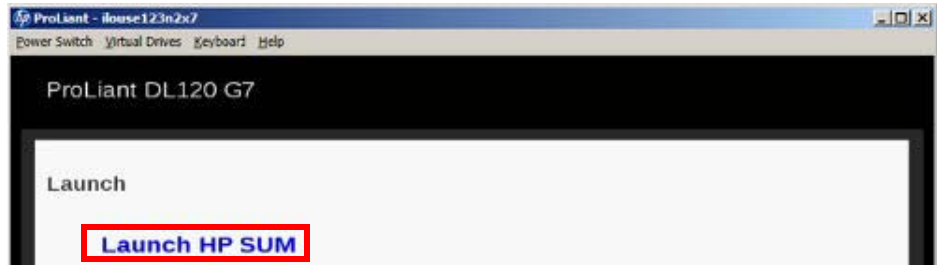 ProLiant - ilouse123n2x7
Power Switch Virtual Drives Keyboard Help
ProLiant DL120 G7
Launch
Launch HP SUM